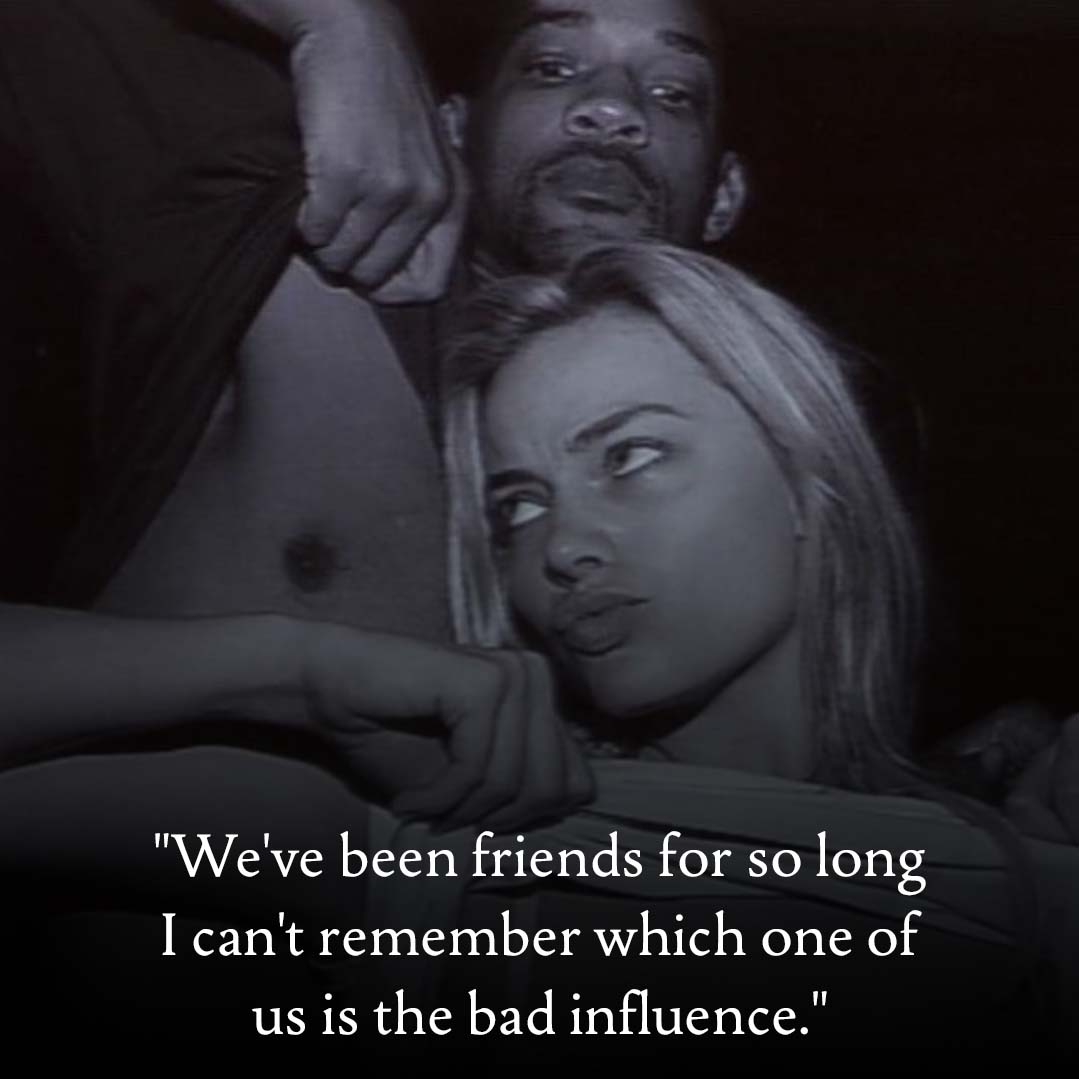 "We've been friends for so long
I can't remember which one of
us is the bad influence."